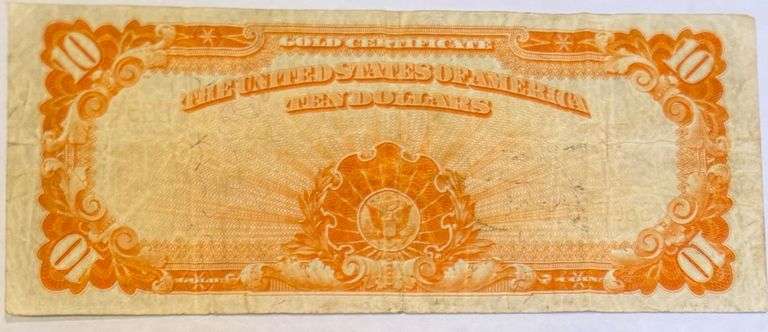 10 10
GOLD CERTIFICATE
THE UNITED STATES OF AMERICA
TEN DOLLARS
10 10